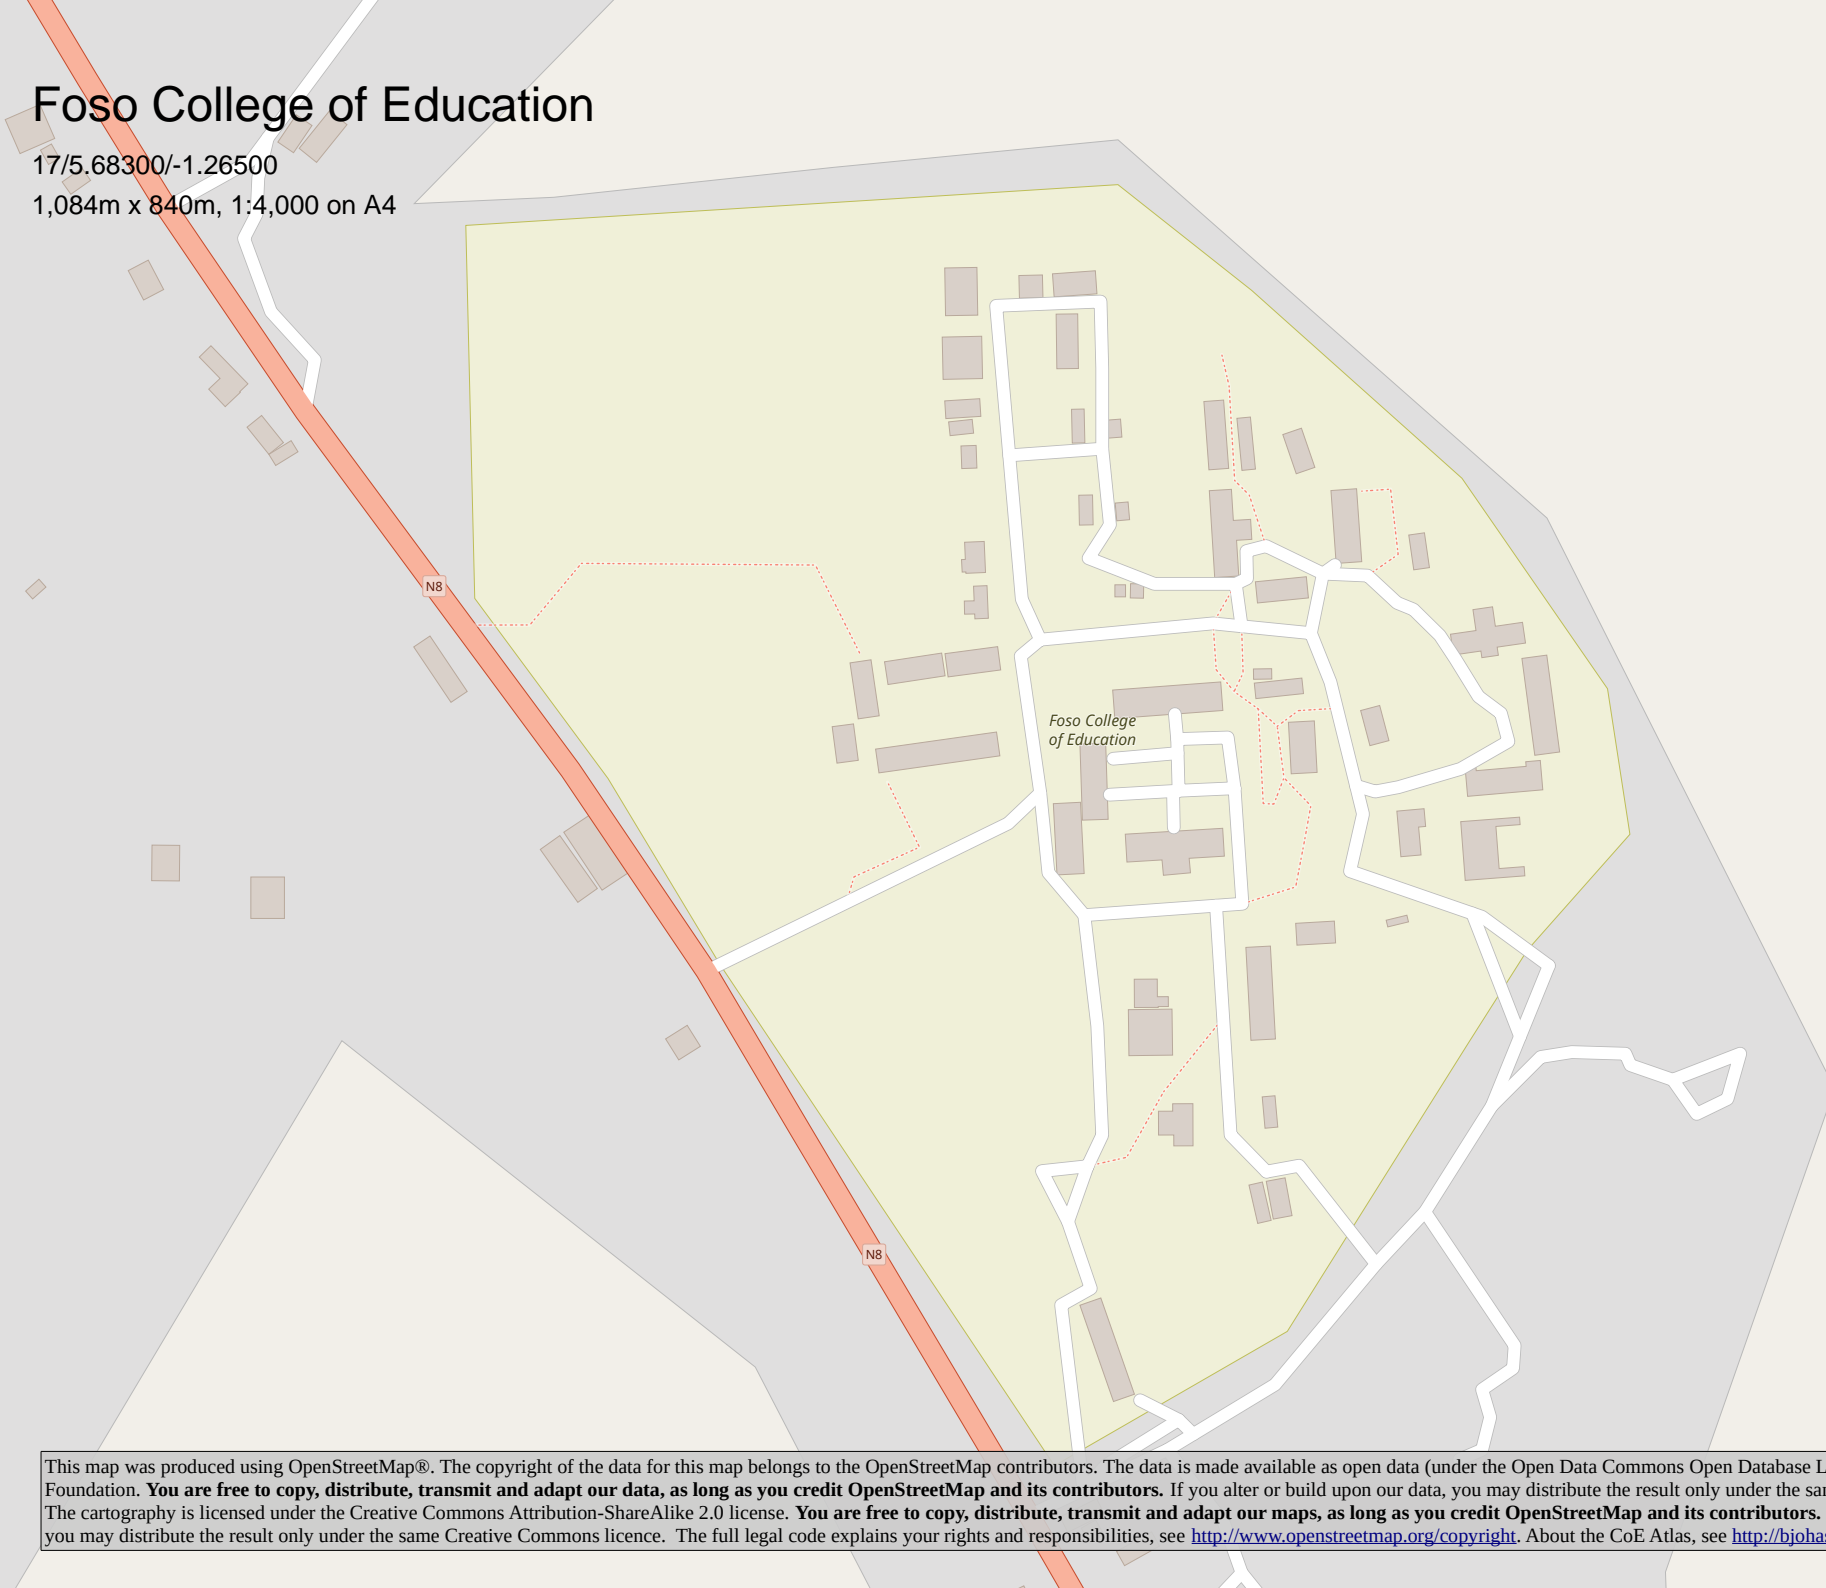 Foso College of Education
17/5.68300/-1.26500
1,084m x 840m, 1:4,000 on A4
N8
Foso College
of Education
N8
This map was produced using OpenStreetMap®. The copyright of the data for this map belongs to the OpenStreetMap contributors. The data is made available as open data (under the Open Data Commons Open Database L
Foundation. You are free to copy, distribute, transmit and adapt our data, as long as you credit OpenStreetMap and its contributors. If you alter or build upon our data, you may distribute the result only under the sa
The cartography is licensed under the Creative Commons Attribution-ShareAlike 2.0 license. You are free to copy, distribute, transmit and adapt our maps, as long as you credit OpenStreetMap and its contributors.
you may distribute the result only under the same Creative Commons licence. The full legal code explains your rights and responsibilities, see http://www.openstreetmap.org/copyright. About the CoE Atlas, see http://bjoha